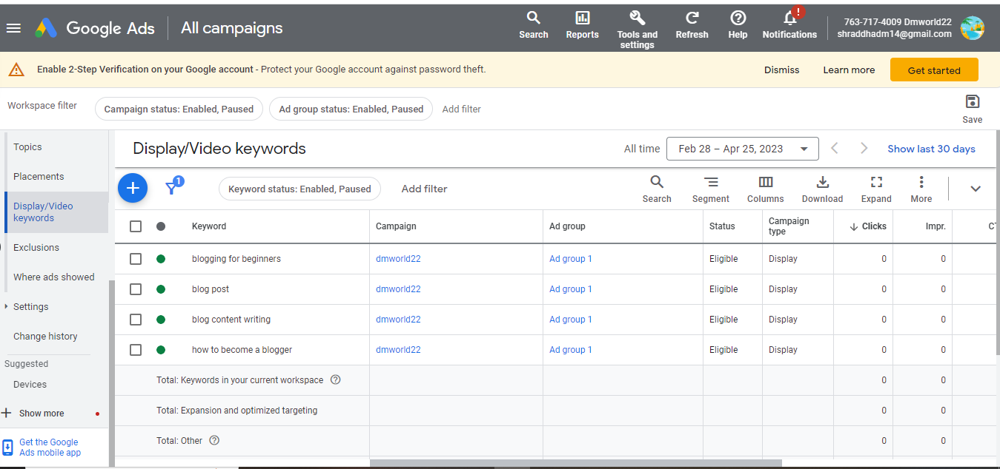 Google Ads
All campaigns
Search
Reports
Tools and
settings
Refresh
Help
!
Notifications
763-717-4009 Dmworld22
shraddhadm14@gmail.com
Enable 2-Step Verification on your Google account - Protect your Google account against password theft.
Dismiss
Learn more
Get started
Workspace filter
Campaign status: Enabled, Paused
Ad group status: Enabled, Paused
Add filter
Save
Topics
Placements
Display/Video
keywords
Exclusions
Where ads showed
Settings
Change history
Suggested
Devices
Show more
Get the Google
Ads mobile app
Display/Video keywords
All time
Feb 28 – Apr 25, 2023
Show last 30 days
1
Keyword status: Enabled, Paused
Add filter
Search
Segment
Columns
Download
Expand
More
Keyword Campaign Ad group Status Campaign type Clicks Impr.
blogging for beginners dmworld22 Ad group 1 Eligible Display 0 0
blog post dmworld22 Ad group 1 Eligible Display 0 0
blog content writing dmworld22 Ad group 1 Eligible Display 0 0
how to become a blogger dmworld22 Ad group 1 Eligible Display 0 0
Total: Keywords in your current workspace 0 0
Total: Expansion and optimized targeting 0 0
Total: Other 0 0